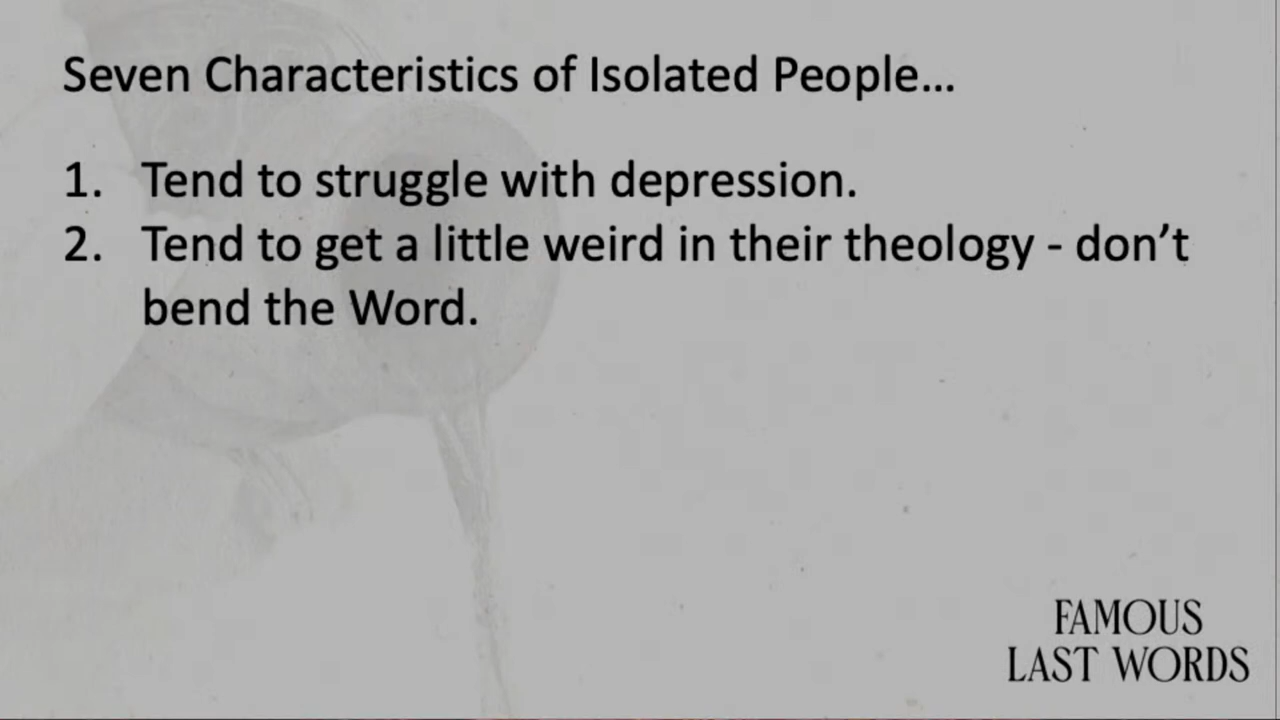 Seven Characteristics of Isolated People...
1. Tend to struggle with depression.
2. Tend to get a little weird in their theology - don’t
bend the Word.
FAMOUS
LAST WORDS